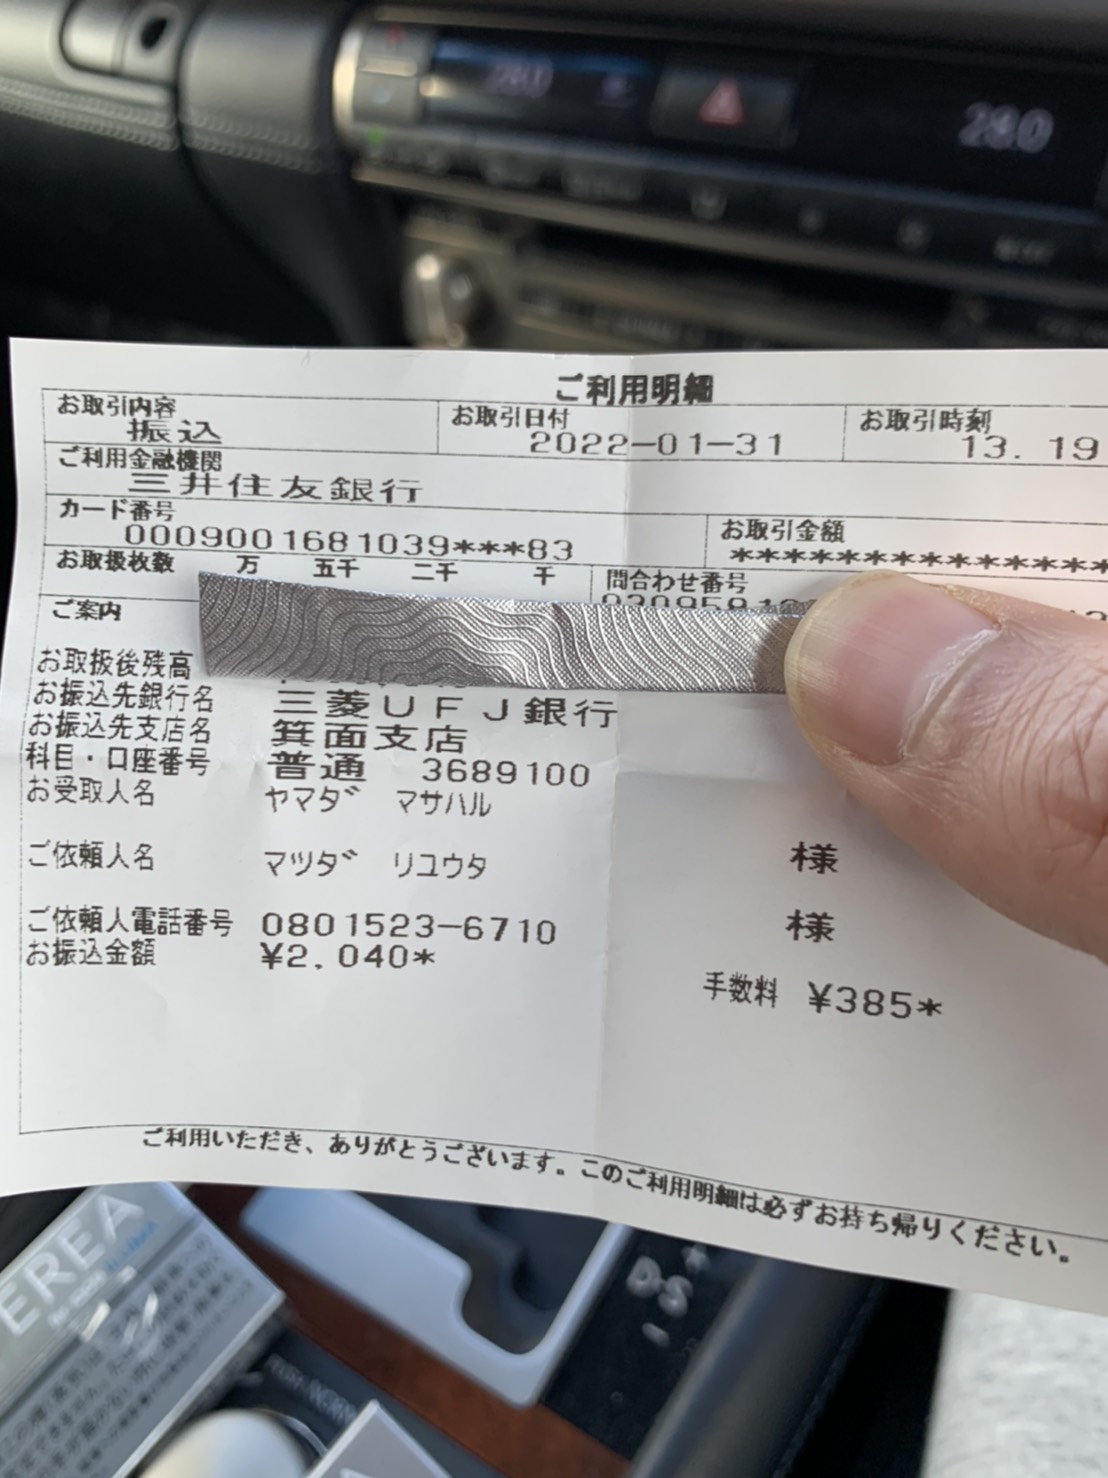 28.0
28.0
ご利用明細
お取引内容 お取引日付 お取引時刻
振込 2022-01-31 13.19
ご利用金融機関
三井住友銀行
カード番号 お取引金額
0009001681039***83 *****************
お取扱枚数 万 五千 二千 千 問合わせ番号
ご案内
お取扱後残高
お振込先銀行名 三菱UFJ銀行
お振込先支店名 箕面支店
科目・口座番号 普通 3689100
お受取人名 ヤマダ マサハル 様
ご依頼人名 マツダ リユウタ 様
ご依頼人電話番号 0801523-6710
お振込金額 ¥2,040* 手数料 ¥385*
ご利用いただき、ありがとうございます。このご利用明細は必ずお持ち帰りください。
EREA
D-S